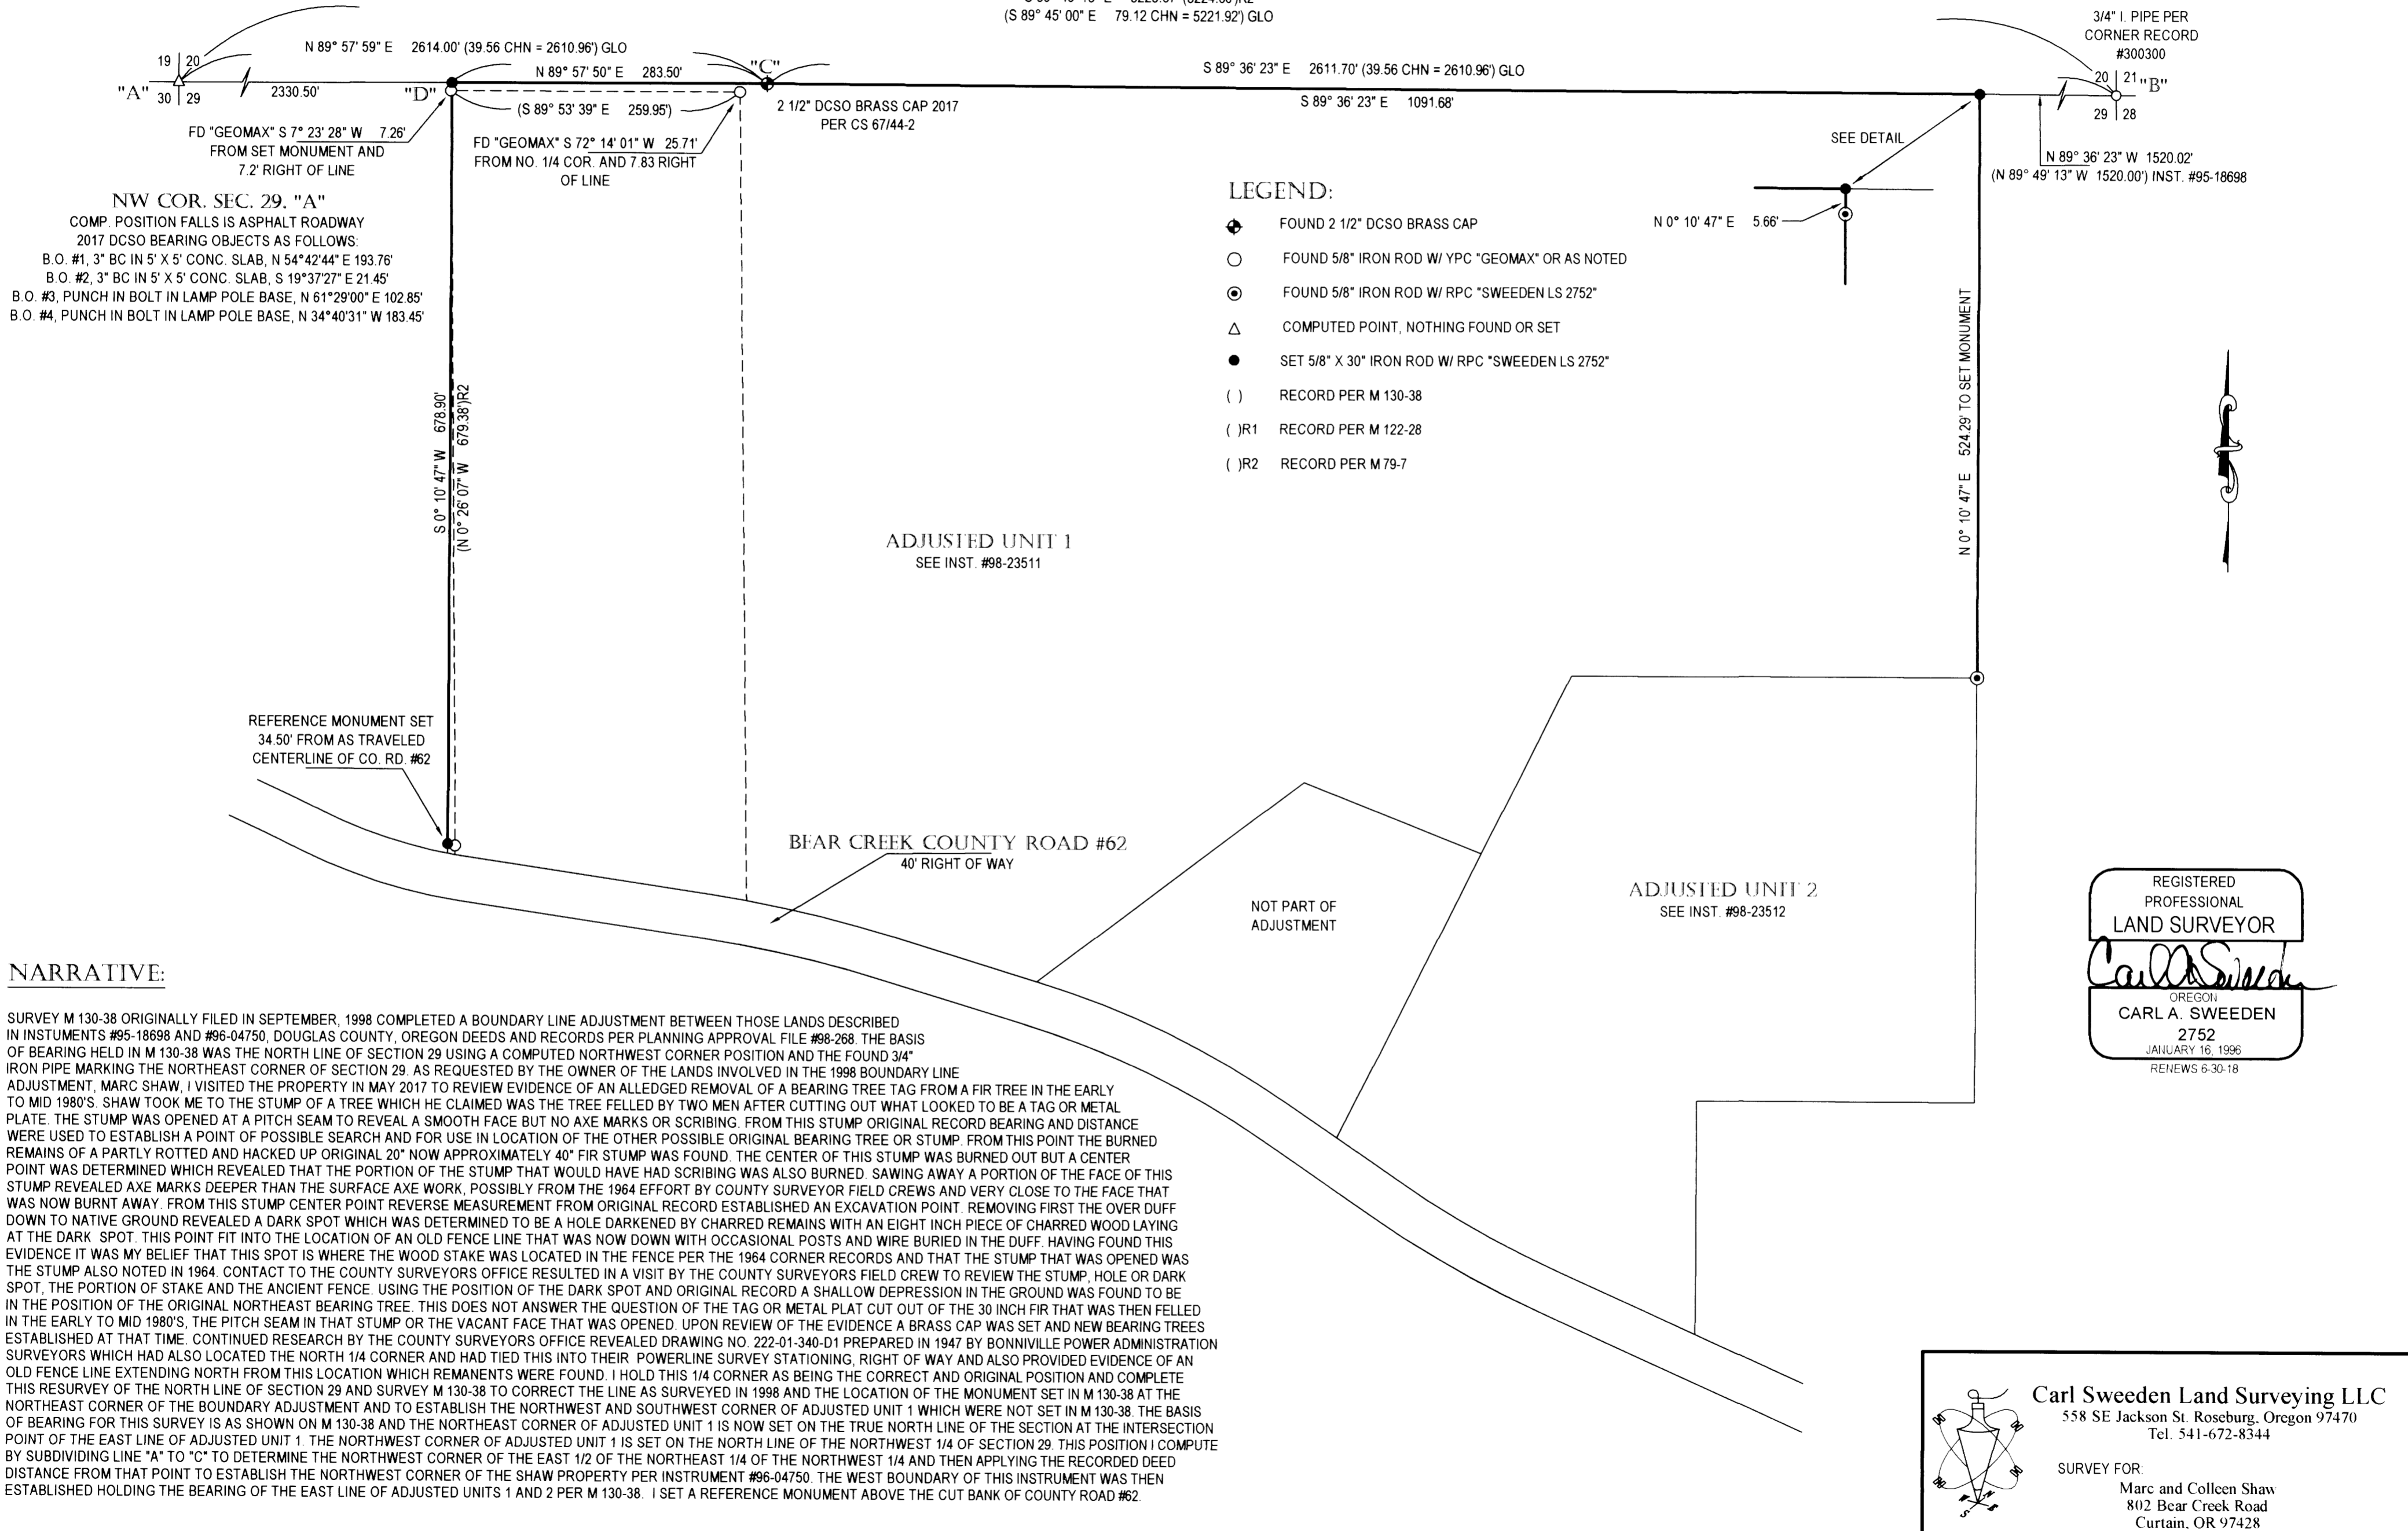 (S 89° 45' 00" E 79.12 CHN = 5221.92') GLO
3/4" I. PIPE PER
CORNER RECORD
#300300
N 89° 57' 59" E 2614.00' (39.56 CHN = 2610.96') GLO
19 20
"A" 30 29
2330.50'
"D"
N 89° 57' 50" E 283.50'
"C"
(S 89° 53' 39" E 259.95')
S 89° 36' 23" E 2611.70' (39.56 CHN = 2610.96') GLO
S 89° 36' 23" E 1091.68'
20 21 "B"
29 28
2 1/2" DCSO BRASS CAP 2017
PER CS 67/44-2
FD "GEOMAX" S 7° 23' 28" W 7.26'
FROM SET MONUMENT AND
7.2' RIGHT OF LINE
FD "GEOMAX" S 72° 14' 01" W 25.71'
FROM NO. 1/4 COR. AND 7.83 RIGHT
OF LINE
SEE DETAIL
N 89° 36' 23" W 1520.02'
(N 89° 49' 13" W 1520.00') INST. #95-18698
NW COR. SEC. 29, "A"
COMP. POSITION FALLS IS ASPHALT ROADWAY
2017 DCSO BEARING OBJECTS AS FOLLOWS:
B.O. #1, 3" BC IN 5' X 5' CONC. SLAB, N 54°42'44" E 193.76'
B.O. #2, 3" BC IN 5' X 5' CONC. SLAB, S 19°37'27" E 21.45'
B.O. #3, PUNCH IN BOLT IN LAMP POLE BASE, N 61°29'00" E 102.85'
B.O. #4, PUNCH IN BOLT IN LAMP POLE BASE, N 34°40'31" W 183.45'
LEGEND:
FOUND 2 1/2" DCSO BRASS CAP
FOUND 5/8" IRON ROD W/ YPC "GEOMAX" OR AS NOTED
FOUND 5/8" IRON ROD W/ RPC "SWEEDEN LS 2752"
COMPUTED POINT, NOTHING FOUND OR SET
SET 5/8" X 30" IRON ROD W/ RPC "SWEEDEN LS 2752"
( ) RECORD PER M 130-38
( )R1 RECORD PER M 122-28
( )R2 RECORD PER M 79-7
N 0° 10' 47" E 5.66'
S 0° 10' 47" W 678.90'
(N 0° 26' 07" W 679.38')R2
N 0° 10' 47" E 524.29' TO SET MONUMENT
ADJUSTED UNIT 1
SEE INST. #98-23511
REFERENCE MONUMENT SET
34.50' FROM AS TRAVELED
CENTERLINE OF CO. RD. #62
BEAR CREEK COUNTY ROAD #62
40' RIGHT OF WAY
NOT PART OF
ADJUSTMENT
ADJUSTED UNIT 2
SEE INST. #98-23512
REGISTERED
PROFESSIONAL
LAND SURVEYOR
Carl A Sweeden
OREGON
CARL A. SWEEDEN
2752
JANUARY 16, 1996
RENEWS 6-30-18
NARRATIVE:
SURVEY M 130-38 ORIGINALLY FILED IN SEPTEMBER, 1998 COMPLETED A BOUNDARY LINE ADJUSTMENT BETWEEN THOSE LANDS DESCRIBED
IN INSTUMENTS #95-18698 AND #96-04750, DOUGLAS COUNTY, OREGON DEEDS AND RECORDS PER PLANNING APPROVAL FILE #98-268. THE BASIS
OF BEARING HELD IN M 130-38 WAS THE NORTH LINE OF SECTION 29 USING A COMPUTED NORTHWEST CORNER POSITION AND THE FOUND 3/4"
IRON PIPE MARKING THE NORTHEAST CORNER OF SECTION 29. AS REQUESTED BY THE OWNER OF THE LANDS INVOLVED IN THE 1998 BOUNDARY LINE
ADJUSTMENT, MARC SHAW, I VISITED THE PROPERTY IN MAY 2017 TO REVIEW EVIDENCE OF AN ALLEDGED REMOVAL OF A BEARING TREE TAG FROM A FIR TREE IN THE EARLY
TO MID 1980'S. SHAW TOOK ME TO THE STUMP OF A TREE WHICH HE CLAIMED WAS THE TREE FELLED BY TWO MEN AFTER CUTTING OUT WHAT LOOKED TO BE A TAG OR METAL
PLATE. THE STUMP WAS OPENED AT A PITCH SEAM TO REVEAL A SMOOTH FACE BUT NO AXE MARKS OR SCRIBING. FROM THIS STUMP ORIGINAL RECORD BEARING AND DISTANCE
WERE USED TO ESTABLISH A POINT OF POSSIBLE SEARCH AND FOR USE IN LOCATION OF THE OTHER POSSIBLE ORIGINAL BEARING TREE OR STUMP. FROM THIS POINT THE BURNED
REMAINS OF A PARTLY ROTTED AND HACKED UP ORIGINAL 20" NOW APPROXIMATELY 40" FIR STUMP WAS FOUND. THE CENTER OF THIS STUMP WAS BURNED OUT BUT A CENTER
POINT WAS DETERMINED WHICH REVEALED THAT THE PORTION OF THE STUMP THAT WOULD HAVE HAD SCRIBING WAS ALSO BURNED. SAWING AWAY A PORTION OF THE FACE OF THIS
STUMP REVEALED AXE MARKS DEEPER THAN THE SURFACE AXE WORK, POSSIBLY FROM THE 1964 EFFORT BY COUNTY SURVEYOR FIELD CREWS AND VERY CLOSE TO THE FACE THAT
WAS NOW BURNT AWAY. FROM THIS STUMP CENTER POINT REVERSE MEASUREMENT FROM ORIGINAL RECORD ESTABLISHED AN EXCAVATION POINT. REMOVING FIRST THE OVER DUFF
DOWN TO NATIVE GROUND REVEALED A DARK SPOT WHICH WAS DETERMINED TO BE A HOLE DARKENED BY CHARRED REMAINS WITH AN EIGHT INCH PIECE OF CHARRED WOOD LAYING
AT THE DARK SPOT. THIS POINT FIT INTO THE LOCATION OF AN OLD FENCE LINE THAT WAS NOW DOWN WITH OCCASIONAL POSTS AND WIRE BURIED IN THE DUFF. HAVING FOUND THIS
EVIDENCE IT WAS MY BELIEF THAT THIS SPOT IS WHERE THE WOOD STAKE WAS LOCATED IN THE FENCE PER THE 1964 CORNER RECORDS AND THAT THE STUMP THAT WAS OPENED WAS
THE STUMP ALSO NOTED IN 1964. CONTACT TO THE COUNTY SURVEYORS OFFICE RESULTED IN A VISIT BY THE COUNTY SURVEYORS FIELD CREW TO REVIEW THE STUMP, HOLE OR DARK
SPOT, THE PORTION OF STAKE AND THE ANCIENT FENCE. USING THE POSITION OF THE DARK SPOT AND ORIGINAL RECORD A SHALLOW DEPRESSION IN THE GROUND WAS FOUND TO BE
IN THE POSITION OF THE ORIGINAL NORTHEAST BEARING TREE. THIS DOES NOT ANSWER THE QUESTION OF THE TAG OR METAL PLAT CUT OUT OF THE 30 INCH FIR THAT WAS THEN FELLED
IN THE EARLY TO MID 1980'S, THE PITCH SEAM IN THAT STUMP OR THE VACANT FACE THAT WAS OPENED. UPON REVIEW OF THE EVIDENCE A BRASS CAP WAS SET AND NEW BEARING TREES
ESTABLISHED AT THAT TIME. CONTINUED RESEARCH BY THE COUNTY SURVEYORS OFFICE REVEALED DRAWING NO. 222-01-340-D1 PREPARED IN 1947 BY BONNIVILLE POWER ADMINISTRATION
SURVEYORS WHICH HAD ALSO LOCATED THE NORTH 1/4 CORNER AND HAD TIED THIS INTO THEIR POWERLINE SURVEY STATIONING, RIGHT OF WAY AND ALSO PROVIDED EVIDENCE OF AN
OLD FENCE LINE EXTENDING NORTH FROM THIS LOCATION WHICH REMANENTS WERE FOUND. I HOLD THIS 1/4 CORNER AS BEING THE CORRECT AND ORIGINAL POSITION AND COMPLETE
THIS RESURVEY OF THE NORTH LINE OF SECTION 29 AND SURVEY M 130-38 TO CORRECT THE LINE AS SURVEYED IN 1998 AND THE LOCATION OF THE MONUMENT SET IN M 130-38 AT THE
NORTHEAST CORNER OF THE BOUNDARY ADJUSTMENT AND TO ESTABLISH THE NORTHWEST AND SOUTHWEST CORNER OF ADJUSTED UNIT 1 WHICH WERE NOT SET IN M 130-38. THE BASIS
OF BEARING FOR THIS SURVEY IS AS SHOWN ON M 130-38 AND THE NORTHEAST CORNER OF ADJUSTED UNIT 1 IS NOW SET ON THE TRUE NORTH LINE OF THE SECTION AT THE INTERSECTION
POINT OF THE EAST LINE OF ADJUSTED UNIT 1. THE NORTHWEST CORNER OF ADJUSTED UNIT 1 IS SET ON THE NORTH LINE OF THE NORTHWEST 1/4 OF SECTION 29. THIS POSITION I COMPUTE
BY SUBDIVIDING LINE "A" TO "C" TO DETERMINE THE NORTHWEST CORNER OF THE EAST 1/2 OF THE NORTHEAST 1/4 OF THE NORTHWEST 1/4 AND THEN APPLYING THE RECORDED DEED
DISTANCE FROM THAT POINT TO ESTABLISH THE NORTHWEST CORNER OF THE SHAW PROPERTY PER INSTRUMENT #96-04750. THE WEST BOUNDARY OF THIS INSTRUMENT WAS THEN
ESTABLISHED HOLDING THE BEARING OF THE EAST LINE OF ADJUSTED UNITS 1 AND 2 PER M 130-38. I SET A REFERENCE MONUMENT ABOVE THE CUT BANK OF COUNTY ROAD #62.
Carl Sweeden Land Surveying LLC
558 SE Jackson St. Roseburg, Oregon 97470
Tel. 541-672-8344
SURVEY FOR:
Marc and Colleen Shaw
802 Bear Creek Road
Curtain, OR 97428